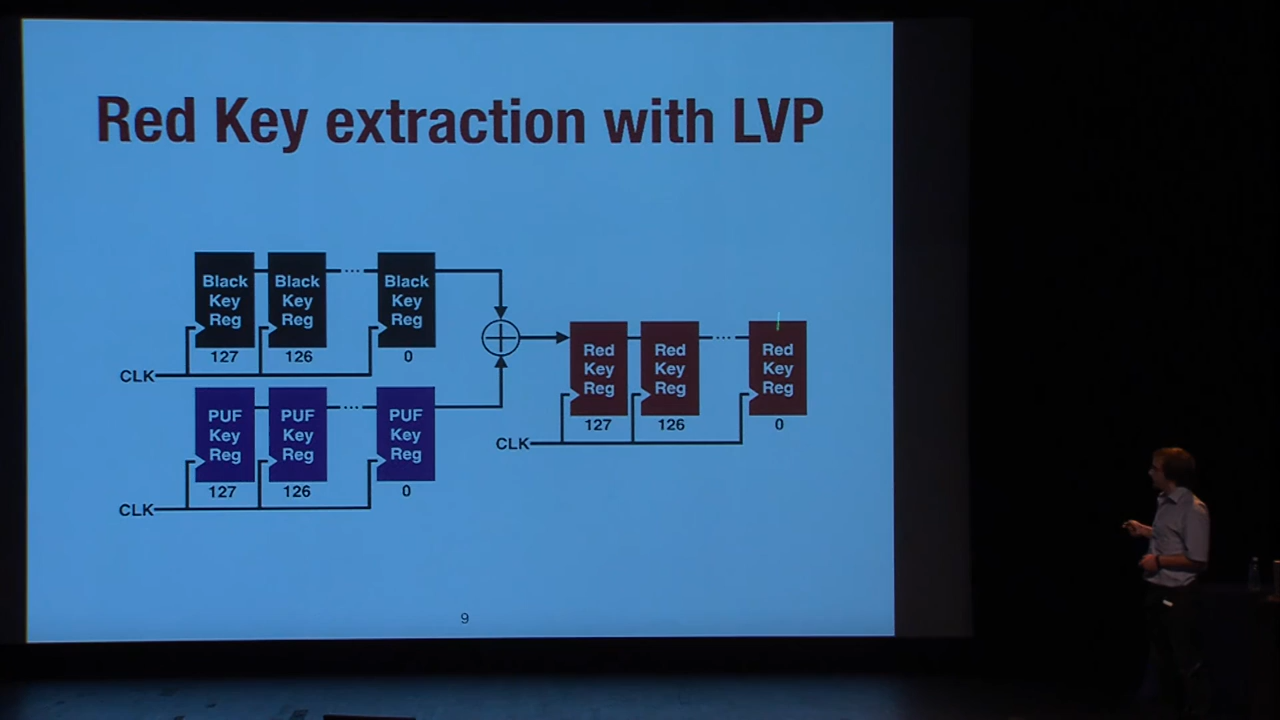 Red Key extraction with LVP
Black
Key
Reg
127
Black
Key
Reg
126
...
Black
Key
Reg
0
CLK
PUF
Key
Reg
127
PUF
Key
Reg
126
...
PUF
Key
Reg
0
CLK
Red
Key
Reg
127
Red
Key
Reg
126
...
Red
Key
Reg
0
CLK
9